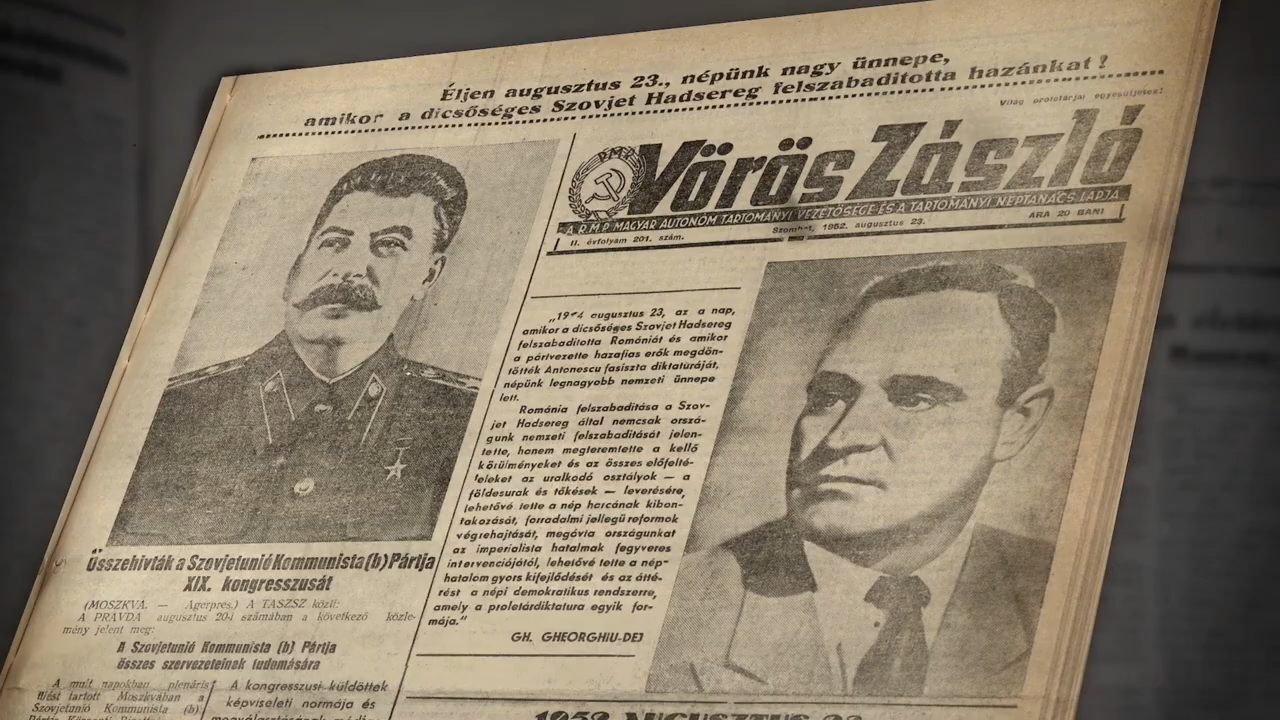 Éljen augusztus 23., népünk nagy ünnepe,
amikor a dicsőséges Szovjet Hadsereg felszabadította hazánkat!
Világ proletárjai egyesüljetek!
R.M.P.
Vörös Zászló
A R.M.P. MAGYAR AUTONÓM TARTOMÁNYI VEZETŐSÉGE ÉS A TARTOMÁNYI NÉPTANÁCS LAPJA
II. évfolyam 201. szám.
1952. augusztus 23.
ÁRA 20 BANI
augusztus 23, az a nap,
amikor a dicsőséges Szovjet Hadsereg
felszabadította Romániát és amikor
a pártvezette hazafias erők megdön-
tötték Antonescu fasiszta diktatúráját,
népünk legnagyobb nemzeti ünnepe
lett.
Románia felszabadítása a Szov-
jet Hadsereg által nemcsak orszá-
gunk nemzeti felszabadítását jelen-
tette, hanem megteremtette a kellő
körülményeket és az összes előfelté-
teleket az uralkodó osztályok — a
földesurak és tőkések — leverésére,
lehetővé tette a nép harcának kibon-
takozását, forradalmi jellegű reformok
végrehajtását, megóvta országunkat
az imperialista hatalmak fegyveres
intervenciójától, lehetővé tette a nép-
hatalom gyors kifejlődését és az átté-
rést a népi demokratikus rendszerre,
amely a proletárdiktatura egyik for-
mája."
GH. GHEORGHIU-DEJ
Összehívták a Szovjetunió Kommunista (b) Pártja
XIX. kongresszusát
(MOSZKVA. — Agerpres.) A TASZSZ közli:
A PRAVDA augusztus 20-i számában a következő közle-
mény jelent meg:
A Szovjetunió Kommunista (b) Pártja
összes szervezeteinek tudomására
A mult napokban plenáris
ülést tartott Moszkvában a
Szovjetunió Kommunista (b)
A kongresszusi küldöttek
képviseleti normája és
1952 AUGUSZTUS 23